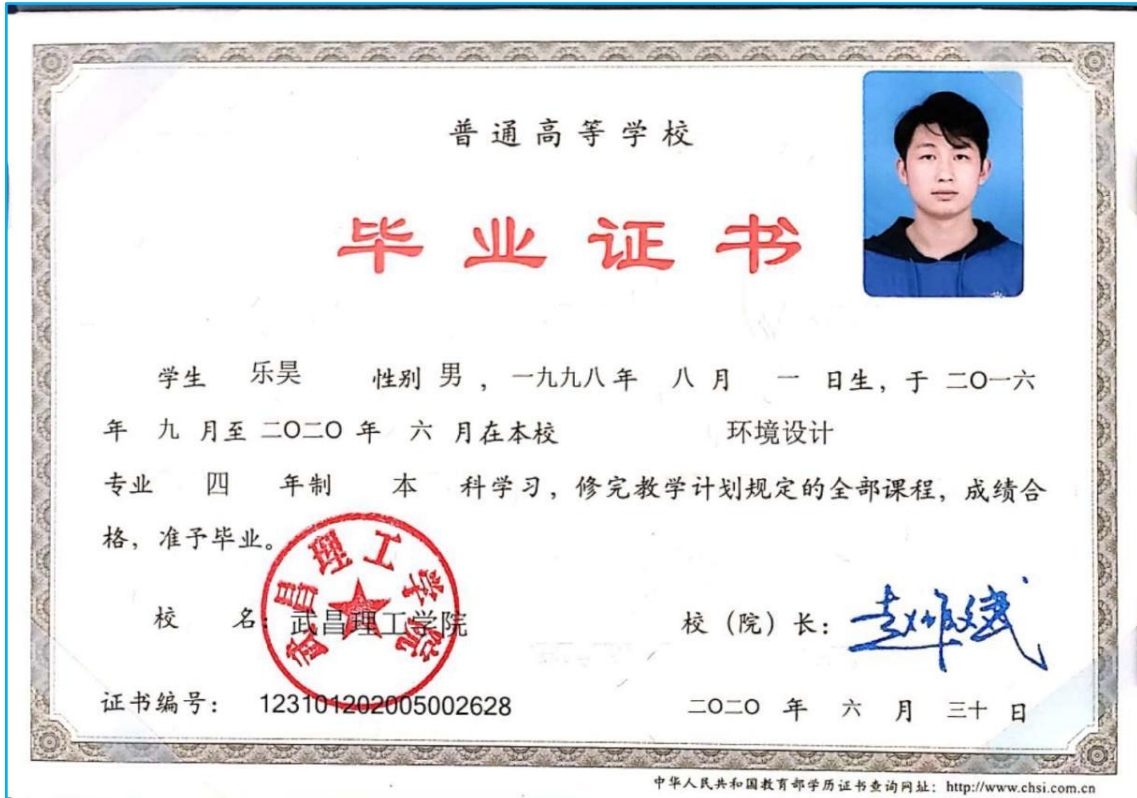 普通高等学校
毕业证书
学生 乐昊 性别 男 ，一九九八年 八 月 一 日生，于 二〇一六
年 九 月至 二〇二〇 年 六 月在本校 环境设计
专业 四 年制 本 科学习，修完教学计划规定的全部课程，成绩合
格，准予毕业。
武昌理工学院
校 名：武昌理工学院 校（院）长：赵作斌
证书编号： 123101202005002628 二〇二〇 年 六 月 三十 日
中华人民共和国教育部学历证书查询网址：http://www.chsi.com.cn